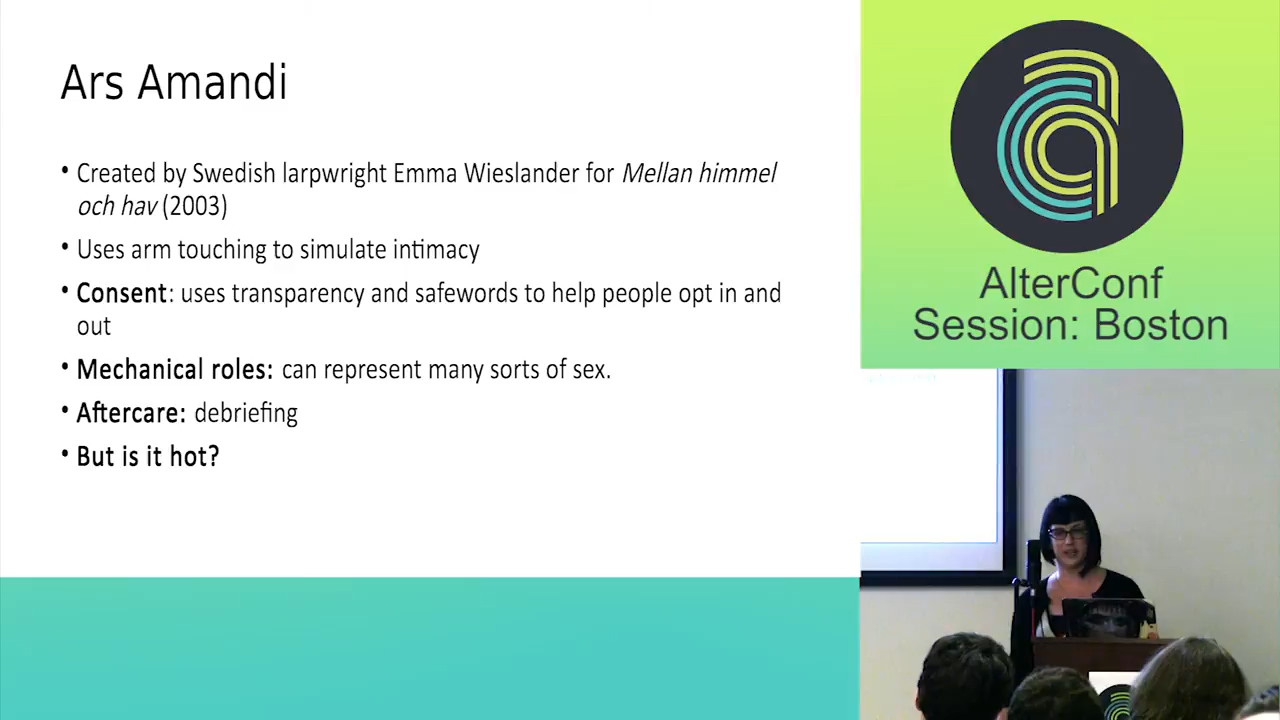 Ars Amandi
• Created by Swedish larpwright Emma Wieslander for Mellan himmel
och hav (2003)
• Uses arm touching to simulate intimacy
• Consent: uses transparency and safewords to help people opt in and
out
• Mechanical roles: can represent many sorts of sex.
• Aftercare: debriefing
• But is it hot?
AlterConf
Session: Boston